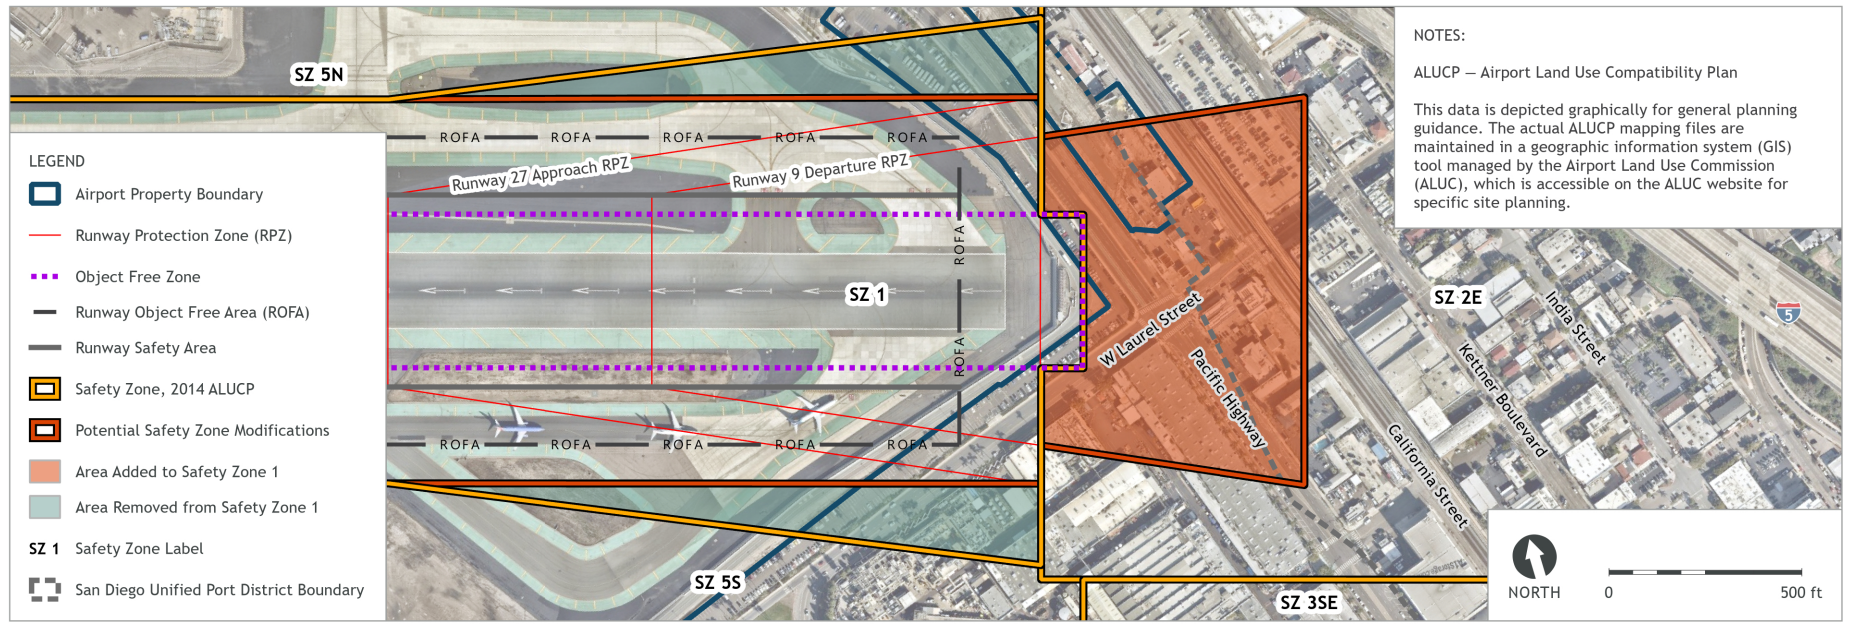 SZ 5N
ROFA ROFA ROFA ROFA ROFA
Runway 27 Approach RPZ
Runway 9 Departure RPZ
ROFA
SZ 1
ROFA
ROFA ROFA ROFA ROFA ROFA
SZ 5S
W Laurel Street
Pacific Highway
California Street
Kettner Boulevard
India Street
SZ 2E
5
SZ 3SE
LEGEND
Airport Property Boundary
Runway Protection Zone (RPZ)
Object Free Zone
Runway Object Free Area (ROFA)
Runway Safety Area
Safety Zone, 2014 ALUCP
Potential Safety Zone Modifications
Area Added to Safety Zone 1
Area Removed from Safety Zone 1
SZ 1 Safety Zone Label
San Diego Unified Port District Boundary
NOTES:
ALUCP — Airport Land Use Compatibility Plan
This data is depicted graphically for general planning
guidance. The actual ALUCP mapping files are
maintained in a geographic information system (GIS)
tool managed by the Airport Land Use Commission
(ALUC), which is accessible on the ALUC website for
specific site planning.
NORTH
0 500 ft